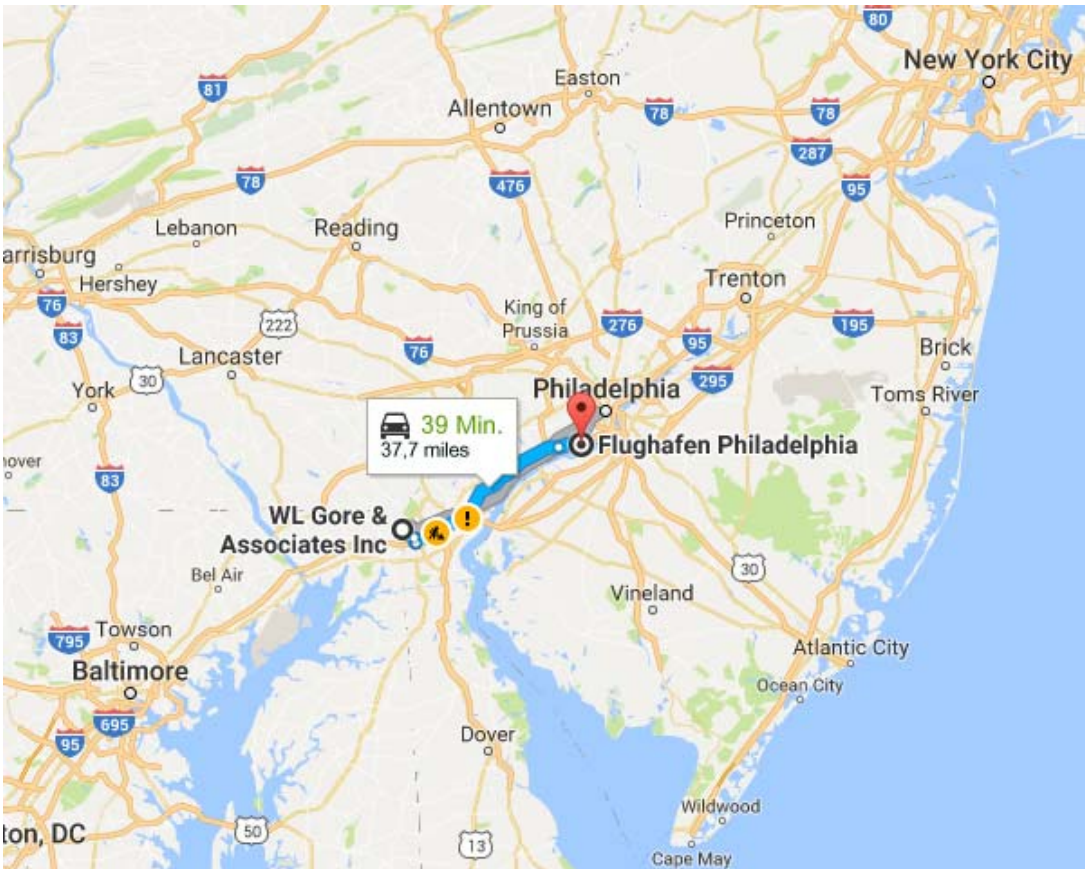 80
New York City
Easton
81
Allentown
78
78
287
78
476
95
Princeton
Lebanon
Reading
arrisburg
Hershey
Trenton
76
King of
Prussia
276
195
222
83
95
76
Brick
Lancaster
30
295
York
Philadelphia
Toms River
39 Min.
37,7 miles
Flughafen Philadelphia
nover
83
WL Gore &
Associates Inc
!
Bel Air
30
Vineland
795
Towson
Atlantic City
Baltimore
Ocean City
695
95
Dover
Wildwood
ton, DC
50
13
Cape May